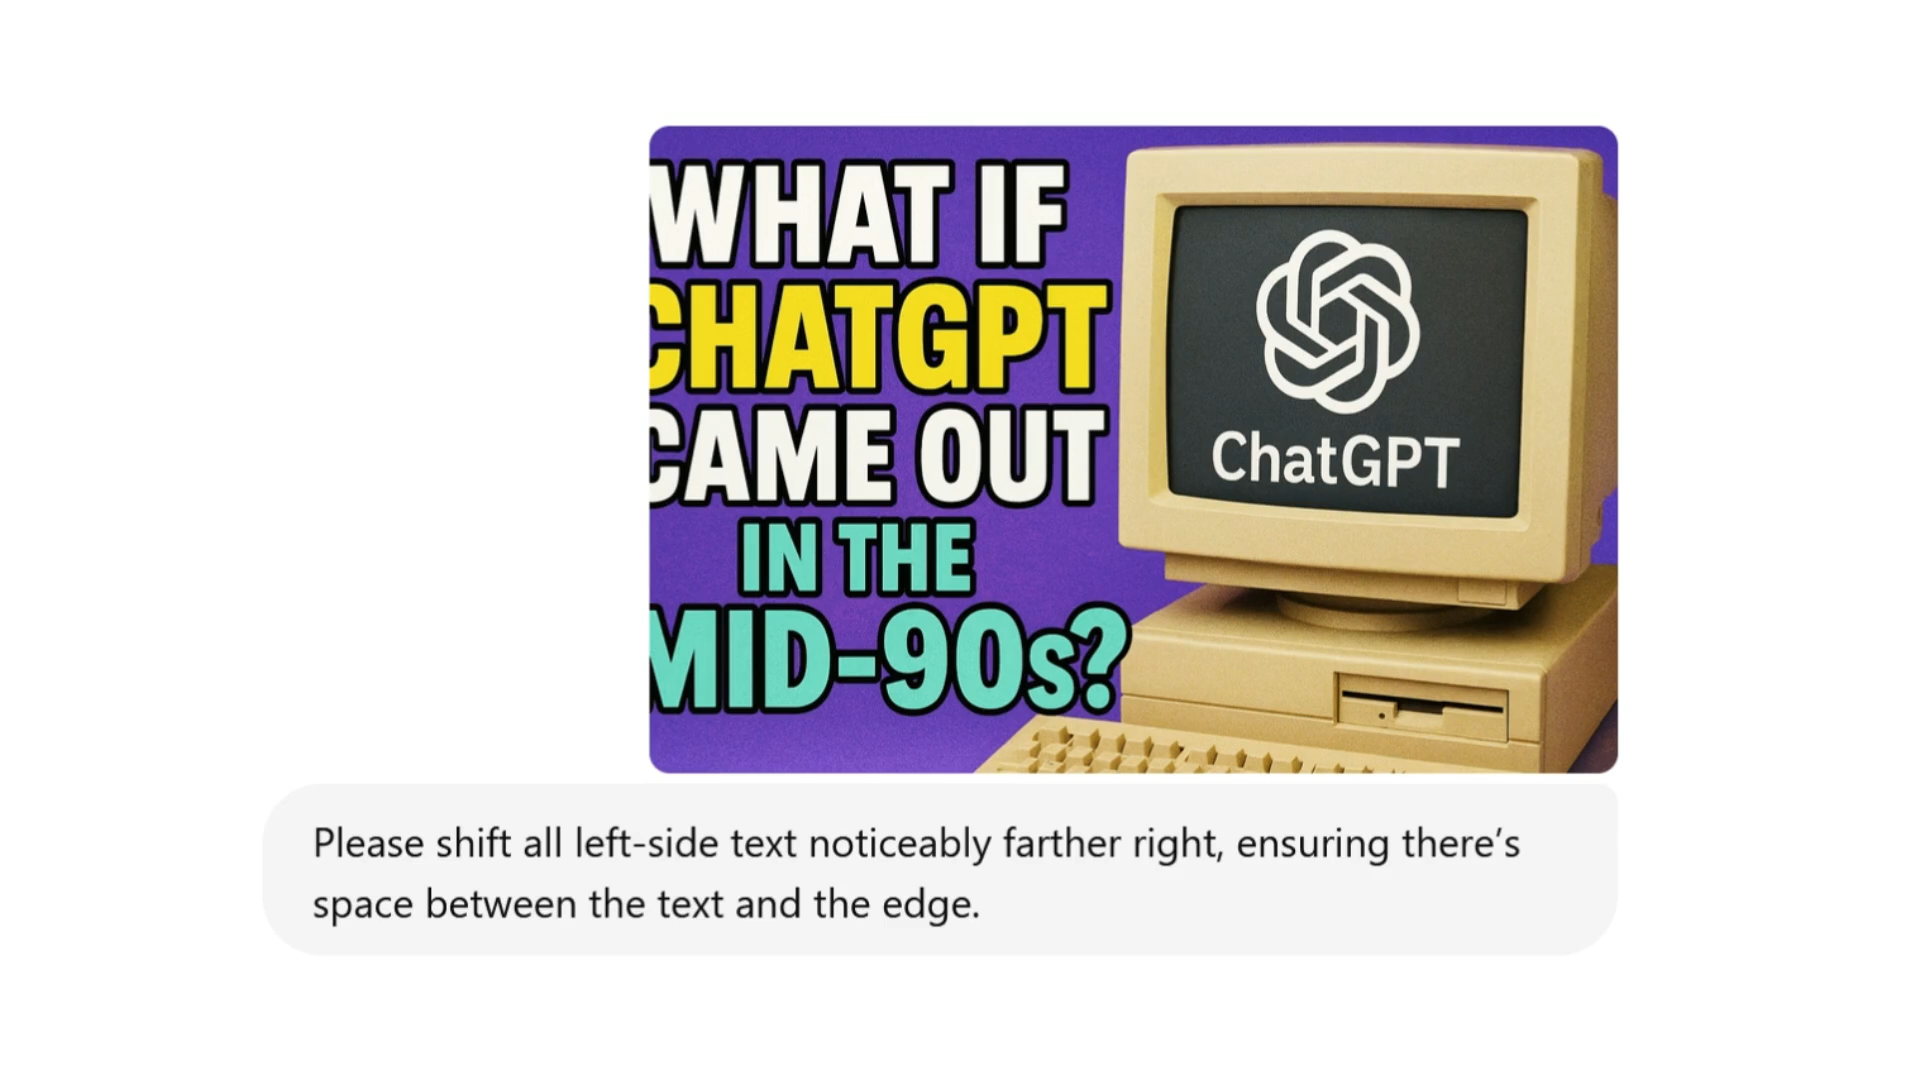 WHAT IF
CHATGPT
CAME OUT
IN THE
MID-90s?
ChatGPT
Please shift all left-side text noticeably farther right, ensuring there’s
space between the text and the edge.